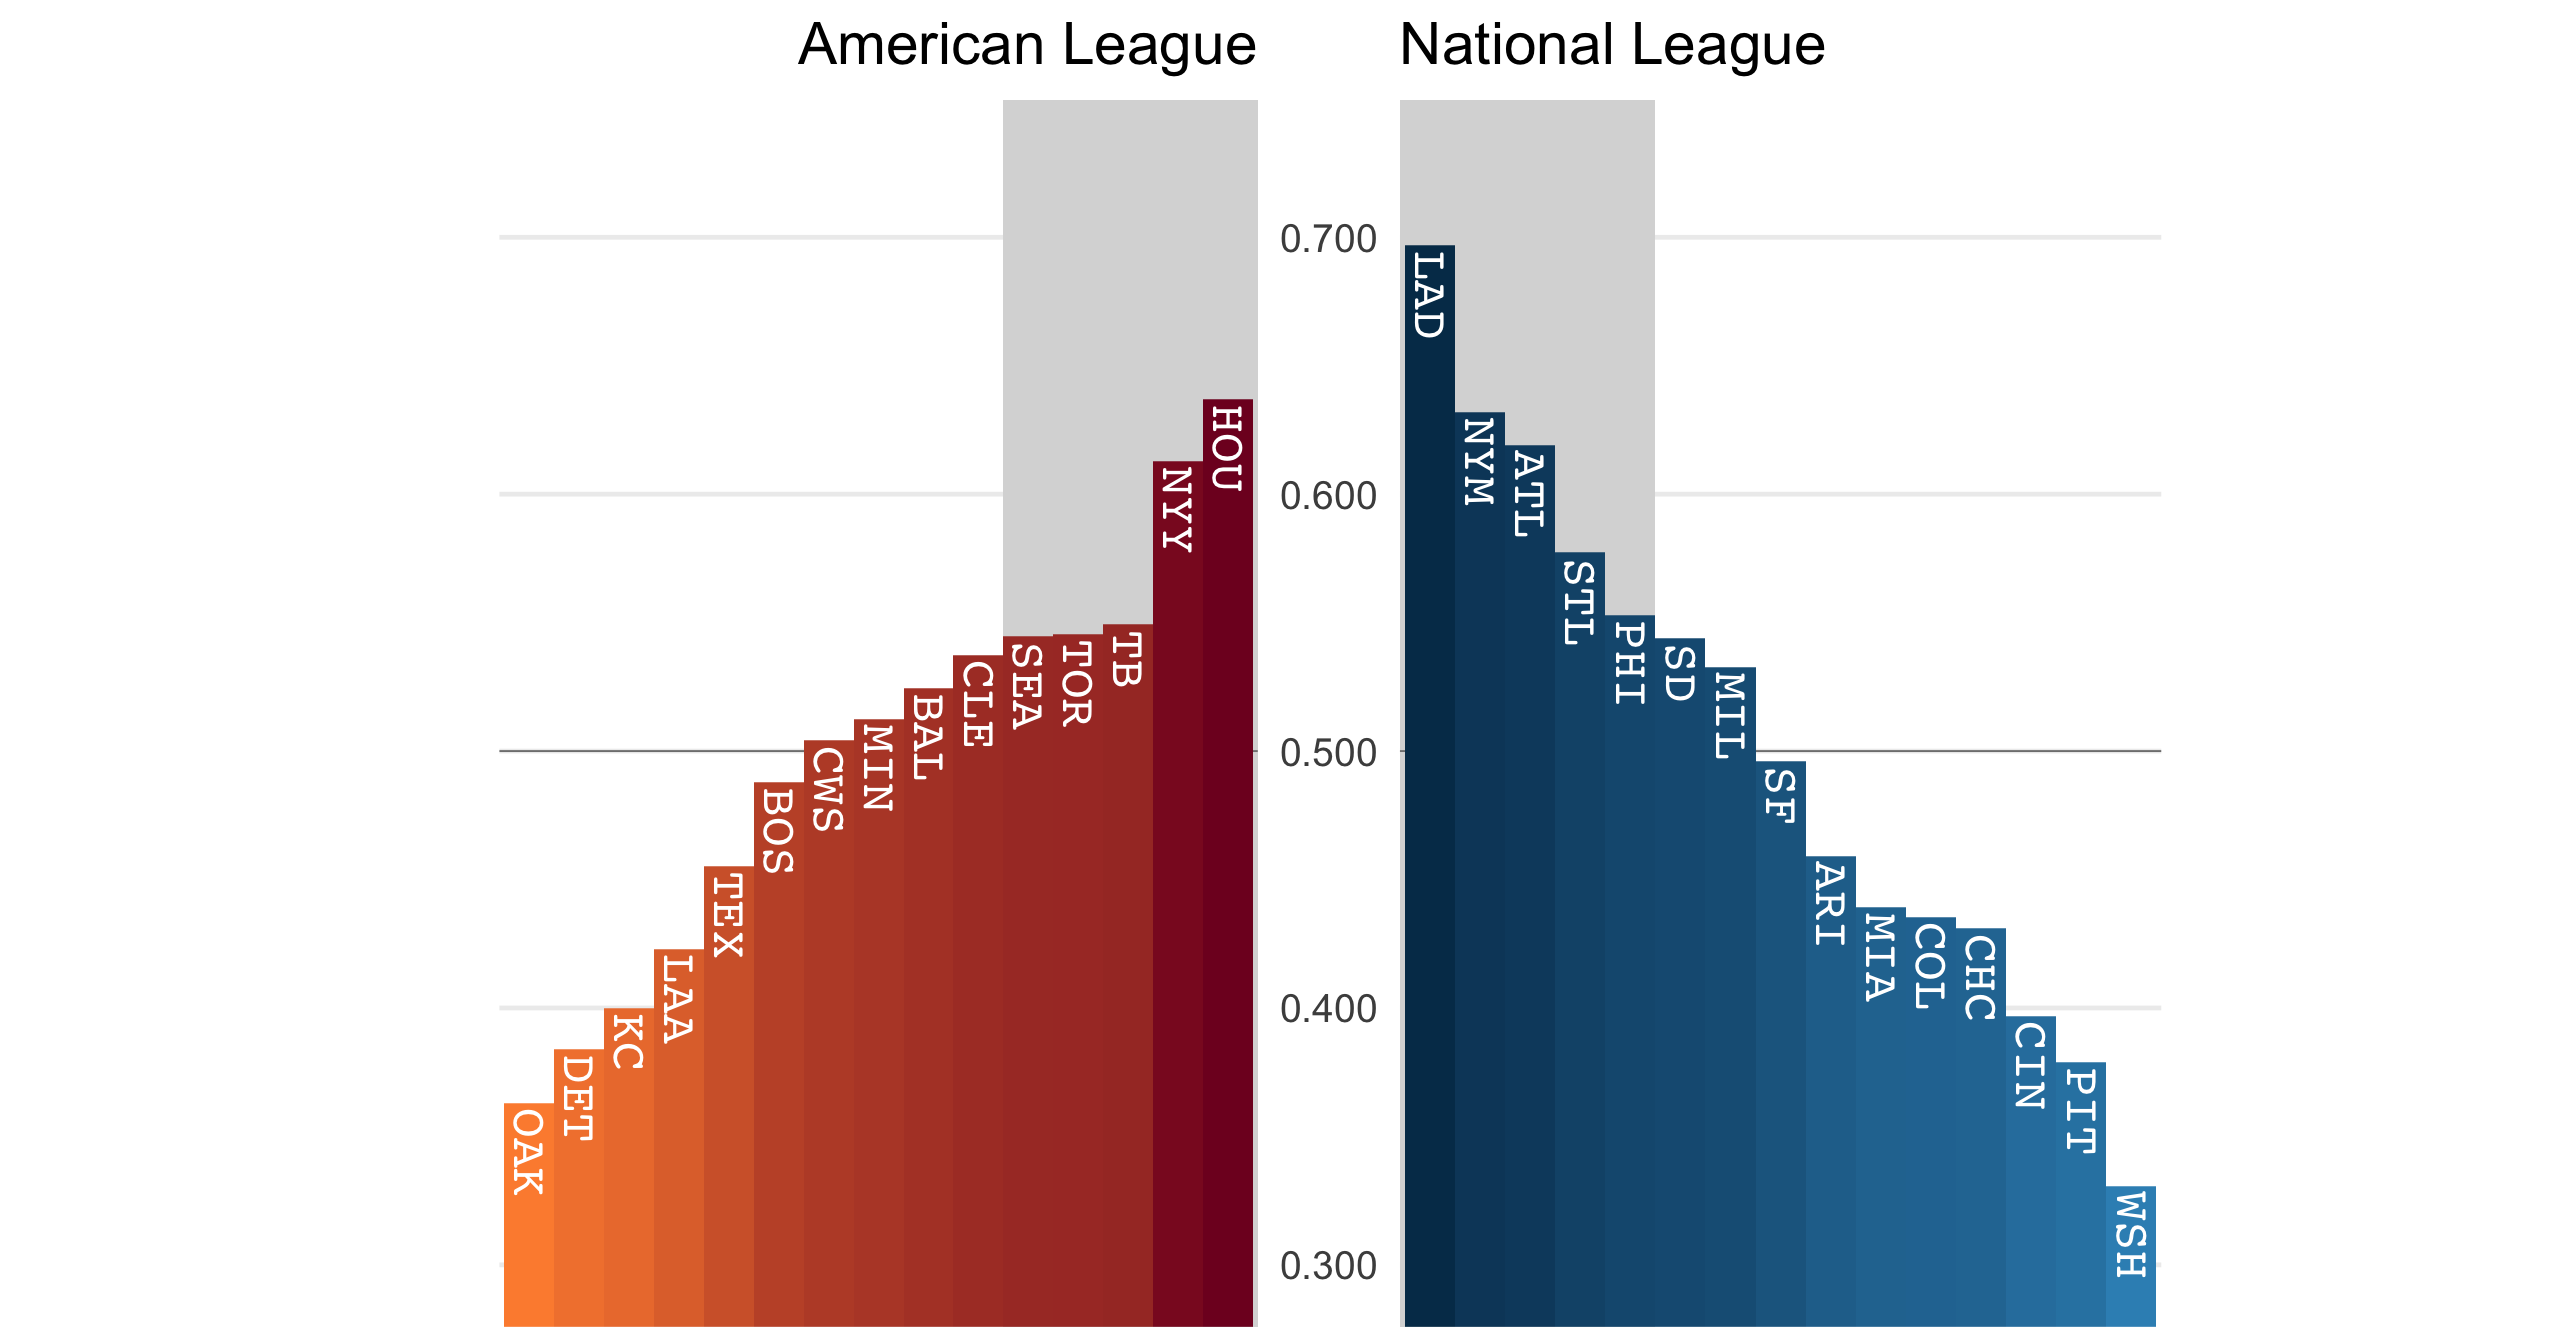 American League
National League
0.700
0.600
0.500
0.400
0.300
OAK
DET
KC
LAA
TEX
BOS
CWS
MIN
BAL
CLE
SEA
TOR
TB
NYY
HOU
LAD
NYM
ATL
STL
PHI
SD
MIL
SF
ARI
MIA
COL
CHC
CIN
PIT
WSH